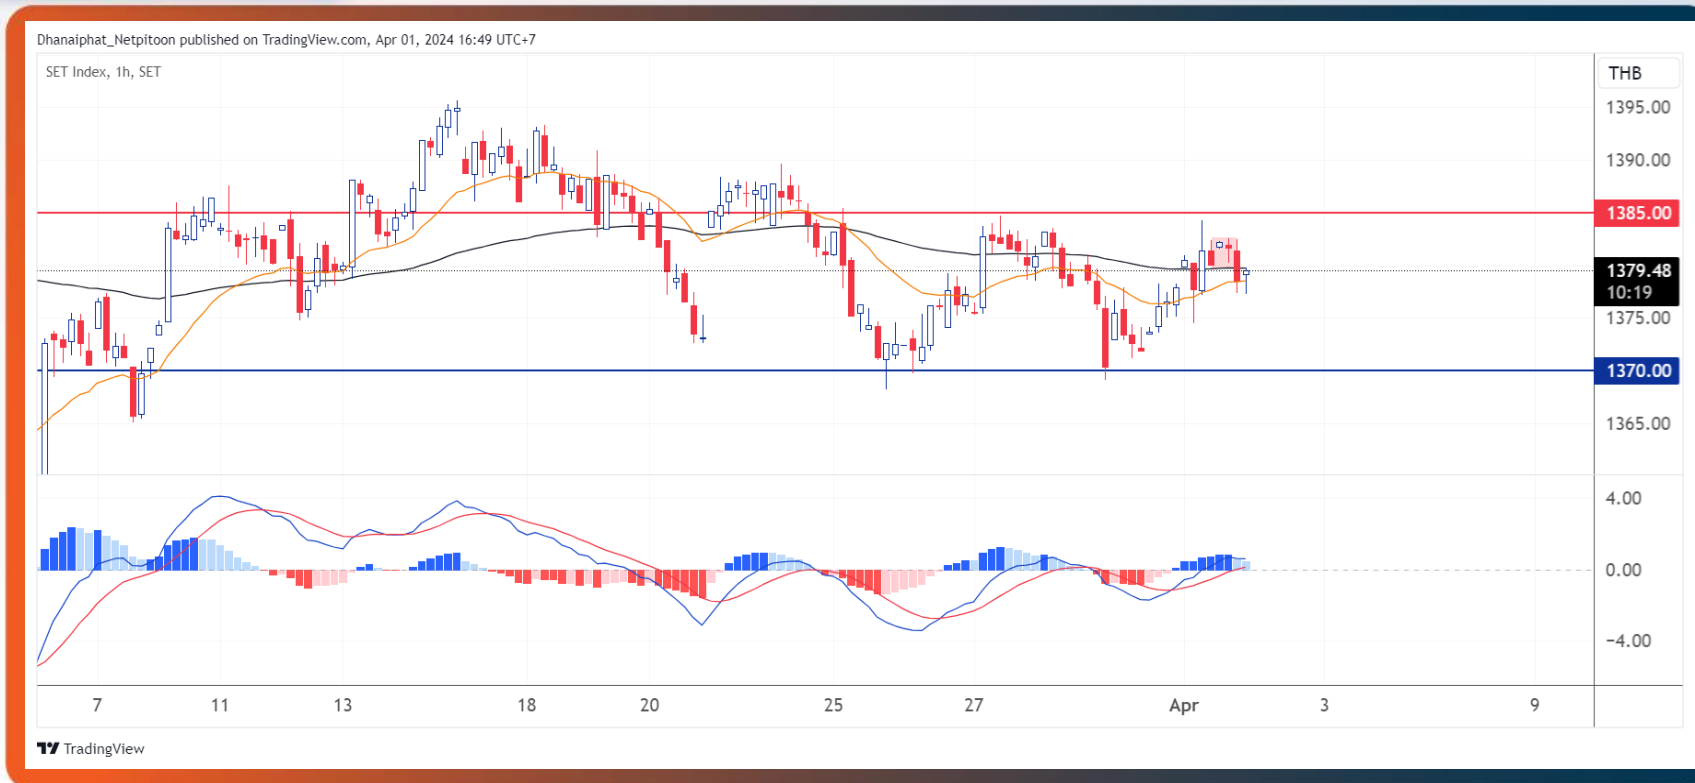 Dhanaiphat_Netpitoon published on TradingView.com, Apr 01, 2024 16:49 UTC+7
SET Index, 1h, SET
THB
1395.00
1390.00
1385.00
1379.48
10:19
1375.00
1370.00
1365.00
4.00
0.00
−4.00
7 11 13 18 20 25 27 Apr 3 9
TradingView